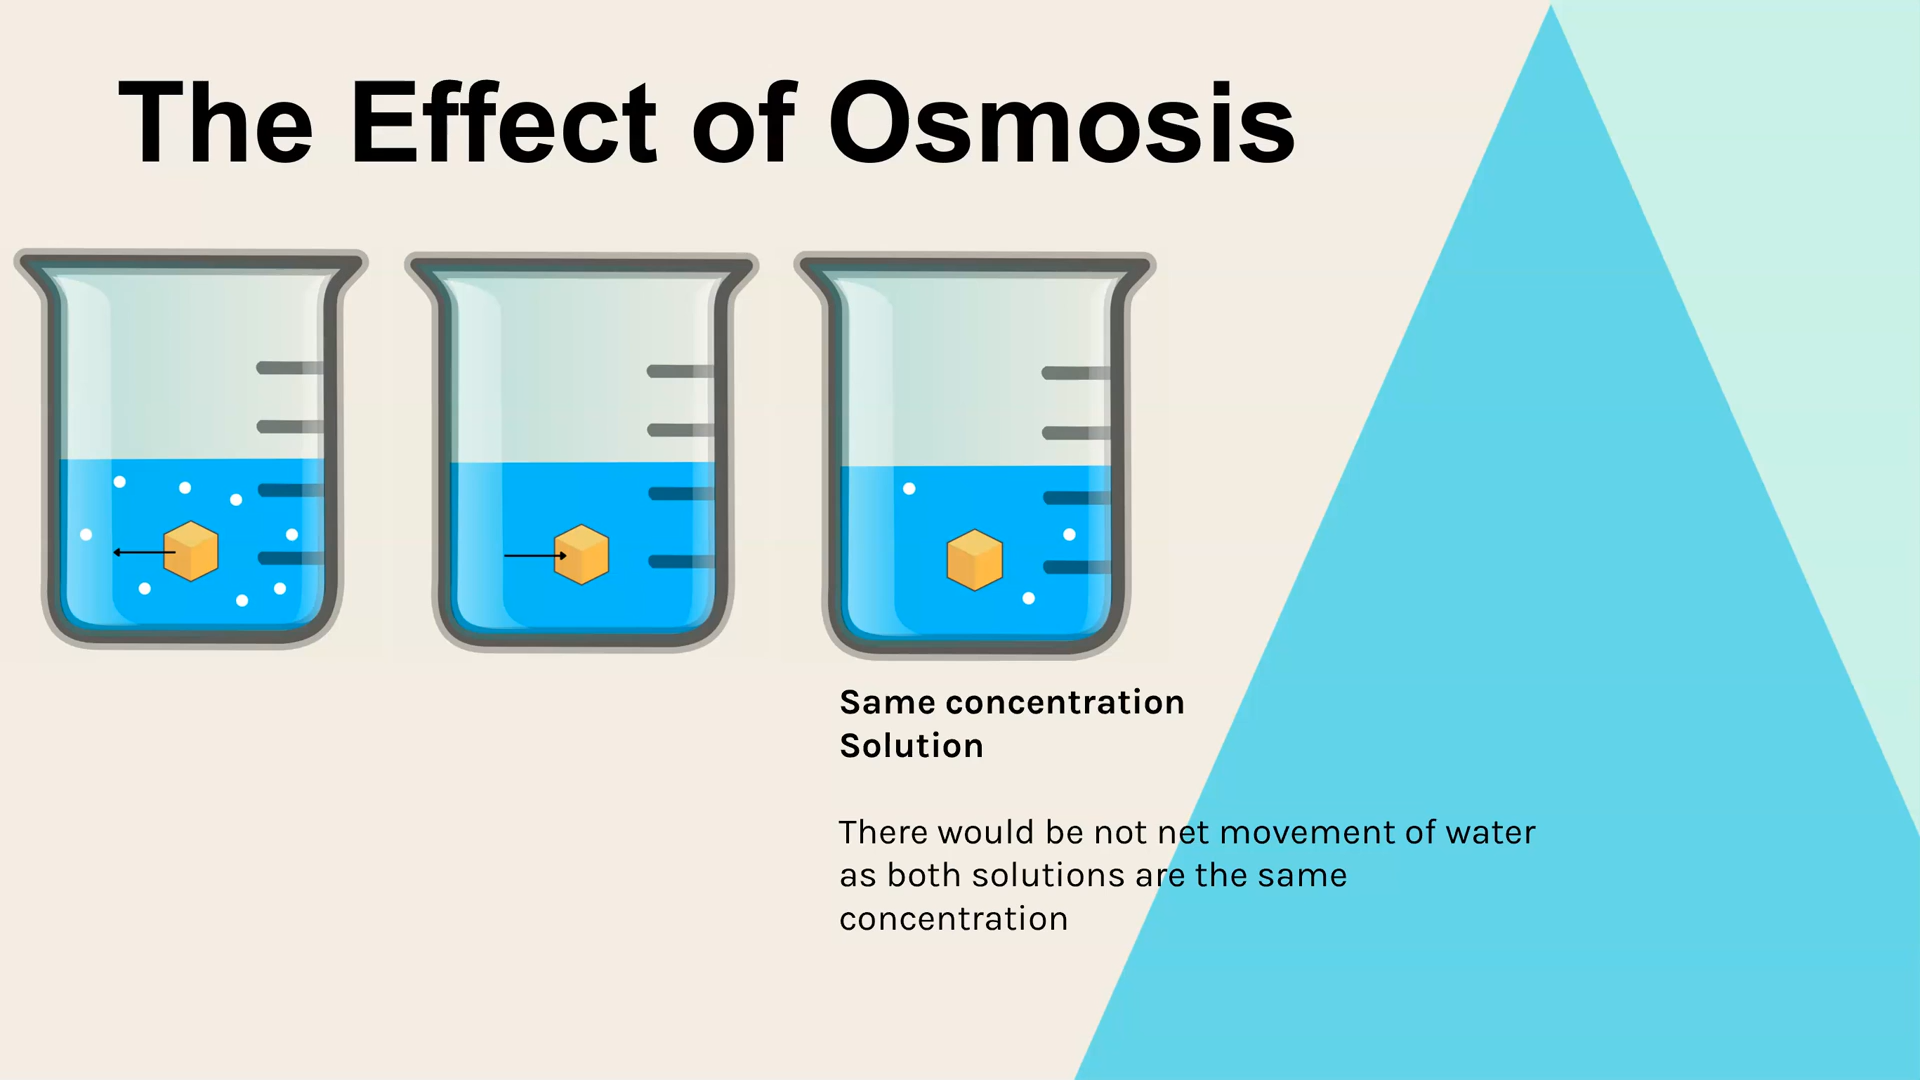 The Effect of Osmosis
Same concentration
Solution
There would be not net movement of water
as both solutions are the same
concentration